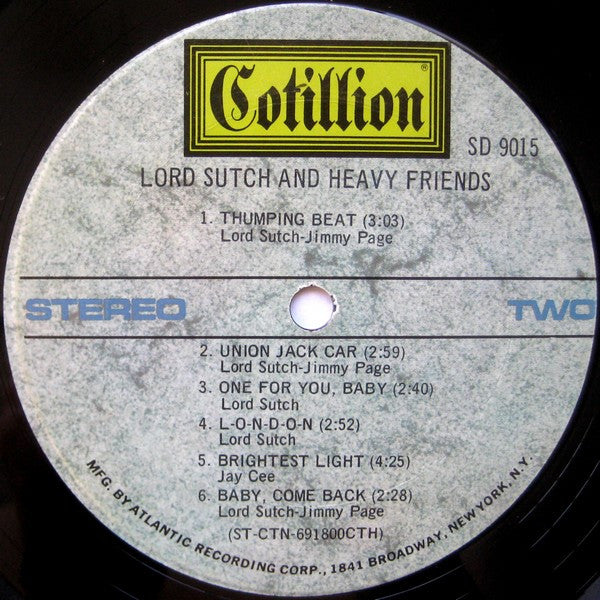 Cotillion®
SD 9015
LORD SUTCH AND HEAVY FRIENDS
1. THUMPING BEAT (3:03)
Lord Sutch-Jimmy Page
STEREO TWO
2. UNION JACK CAR (2:59)
Lord Sutch-Jimmy Page
3. ONE FOR YOU, BABY (2:40)
Lord Sutch
4. L-O-N-D-O-N (2:52)
Lord Sutch
5. BRIGHTEST LIGHT (4:25)
Jay Cee
6. BABY, COME BACK (2:28)
Lord Sutch-Jimmy Page
(ST-CTN-691800CTH)
MFG. BY ATLANTIC RECORDING CORP., 1841 BROADWAY, NEW YORK, N.Y.